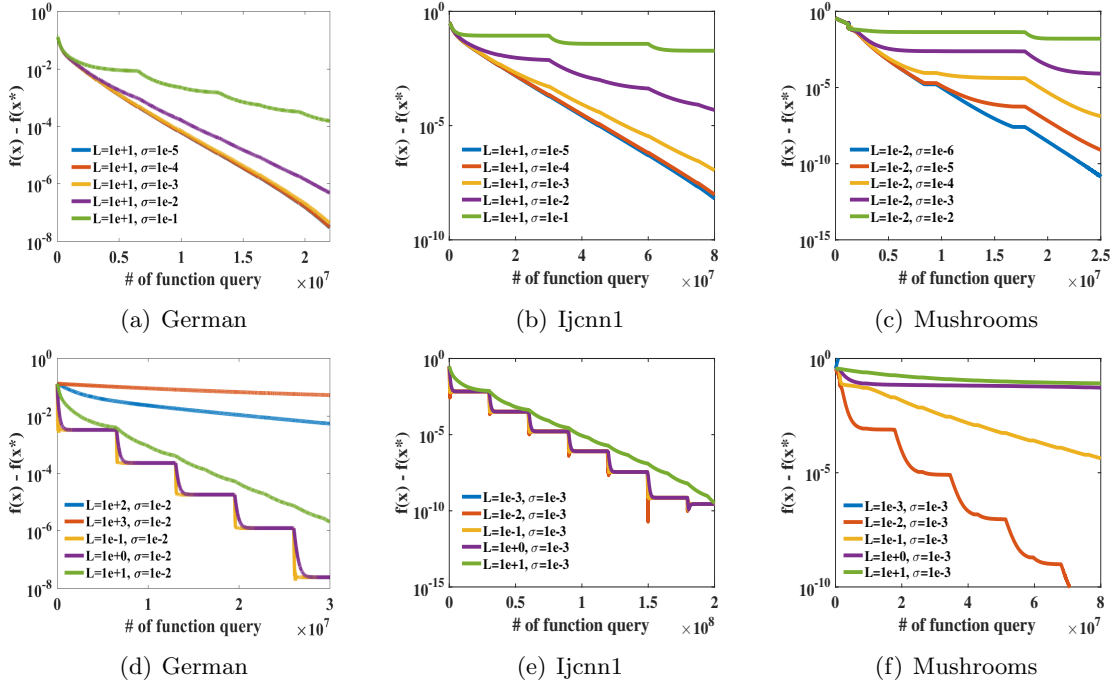 10^0
10^-2
10^-4
10^-6
10^-8
f(x) - f(x*)
L=1e+1, σ=1e-5
L=1e+1, σ=1e-4
L=1e+1, σ=1e-3
L=1e+1, σ=1e-2
L=1e+1, σ=1e-1
0 0.5 1 1.5 2
# of function query ×10^7
(a) German
10^0
10^-5
10^-10
f(x) - f(x*)
L=1e+1, σ=1e-5
L=1e+1, σ=1e-4
L=1e+1, σ=1e-3
L=1e+1, σ=1e-2
L=1e+1, σ=1e-1
0 2 4 6 8
# of function query ×10^7
(b) Ijcnn1
10^0
10^-5
10^-10
10^-15
f(x) - f(x*)
L=1e-2, σ=1e-6
L=1e-2, σ=1e-5
L=1e-2, σ=1e-4
L=1e-2, σ=1e-3
L=1e-2, σ=1e-2
0 0.5 1 1.5 2 2.5
# of function query ×10^7
(c) Mushrooms
10^0
10^-2
10^-4
10^-6
10^-8
f(x) - f(x*)
L=1e+2, σ=1e-2
L=1e+3, σ=1e-2
L=1e-1, σ=1e-2
L=1e+0, σ=1e-2
L=1e+1, σ=1e-2
0 1 2 3
# of function query ×10^7
(d) German
10^0
10^-5
10^-10
10^-15
f(x) - f(x*)
L=1e-3, σ=1e-3
L=1e-2, σ=1e-3
L=1e-1, σ=1e-3
L=1e+0, σ=1e-3
L=1e+1, σ=1e-3
0 0.5 1 1.5 2
# of function query ×10^8
(e) Ijcnn1
10^0
10^-5
10^-10
f(x) - f(x*)
L=1e-3, σ=1e-3
L=1e-2, σ=1e-3
L=1e-1, σ=1e-3
L=1e+0, σ=1e-3
L=1e+1, σ=1e-3
0 2 4 6 8
# of function query ×10^7
(f) Mushrooms